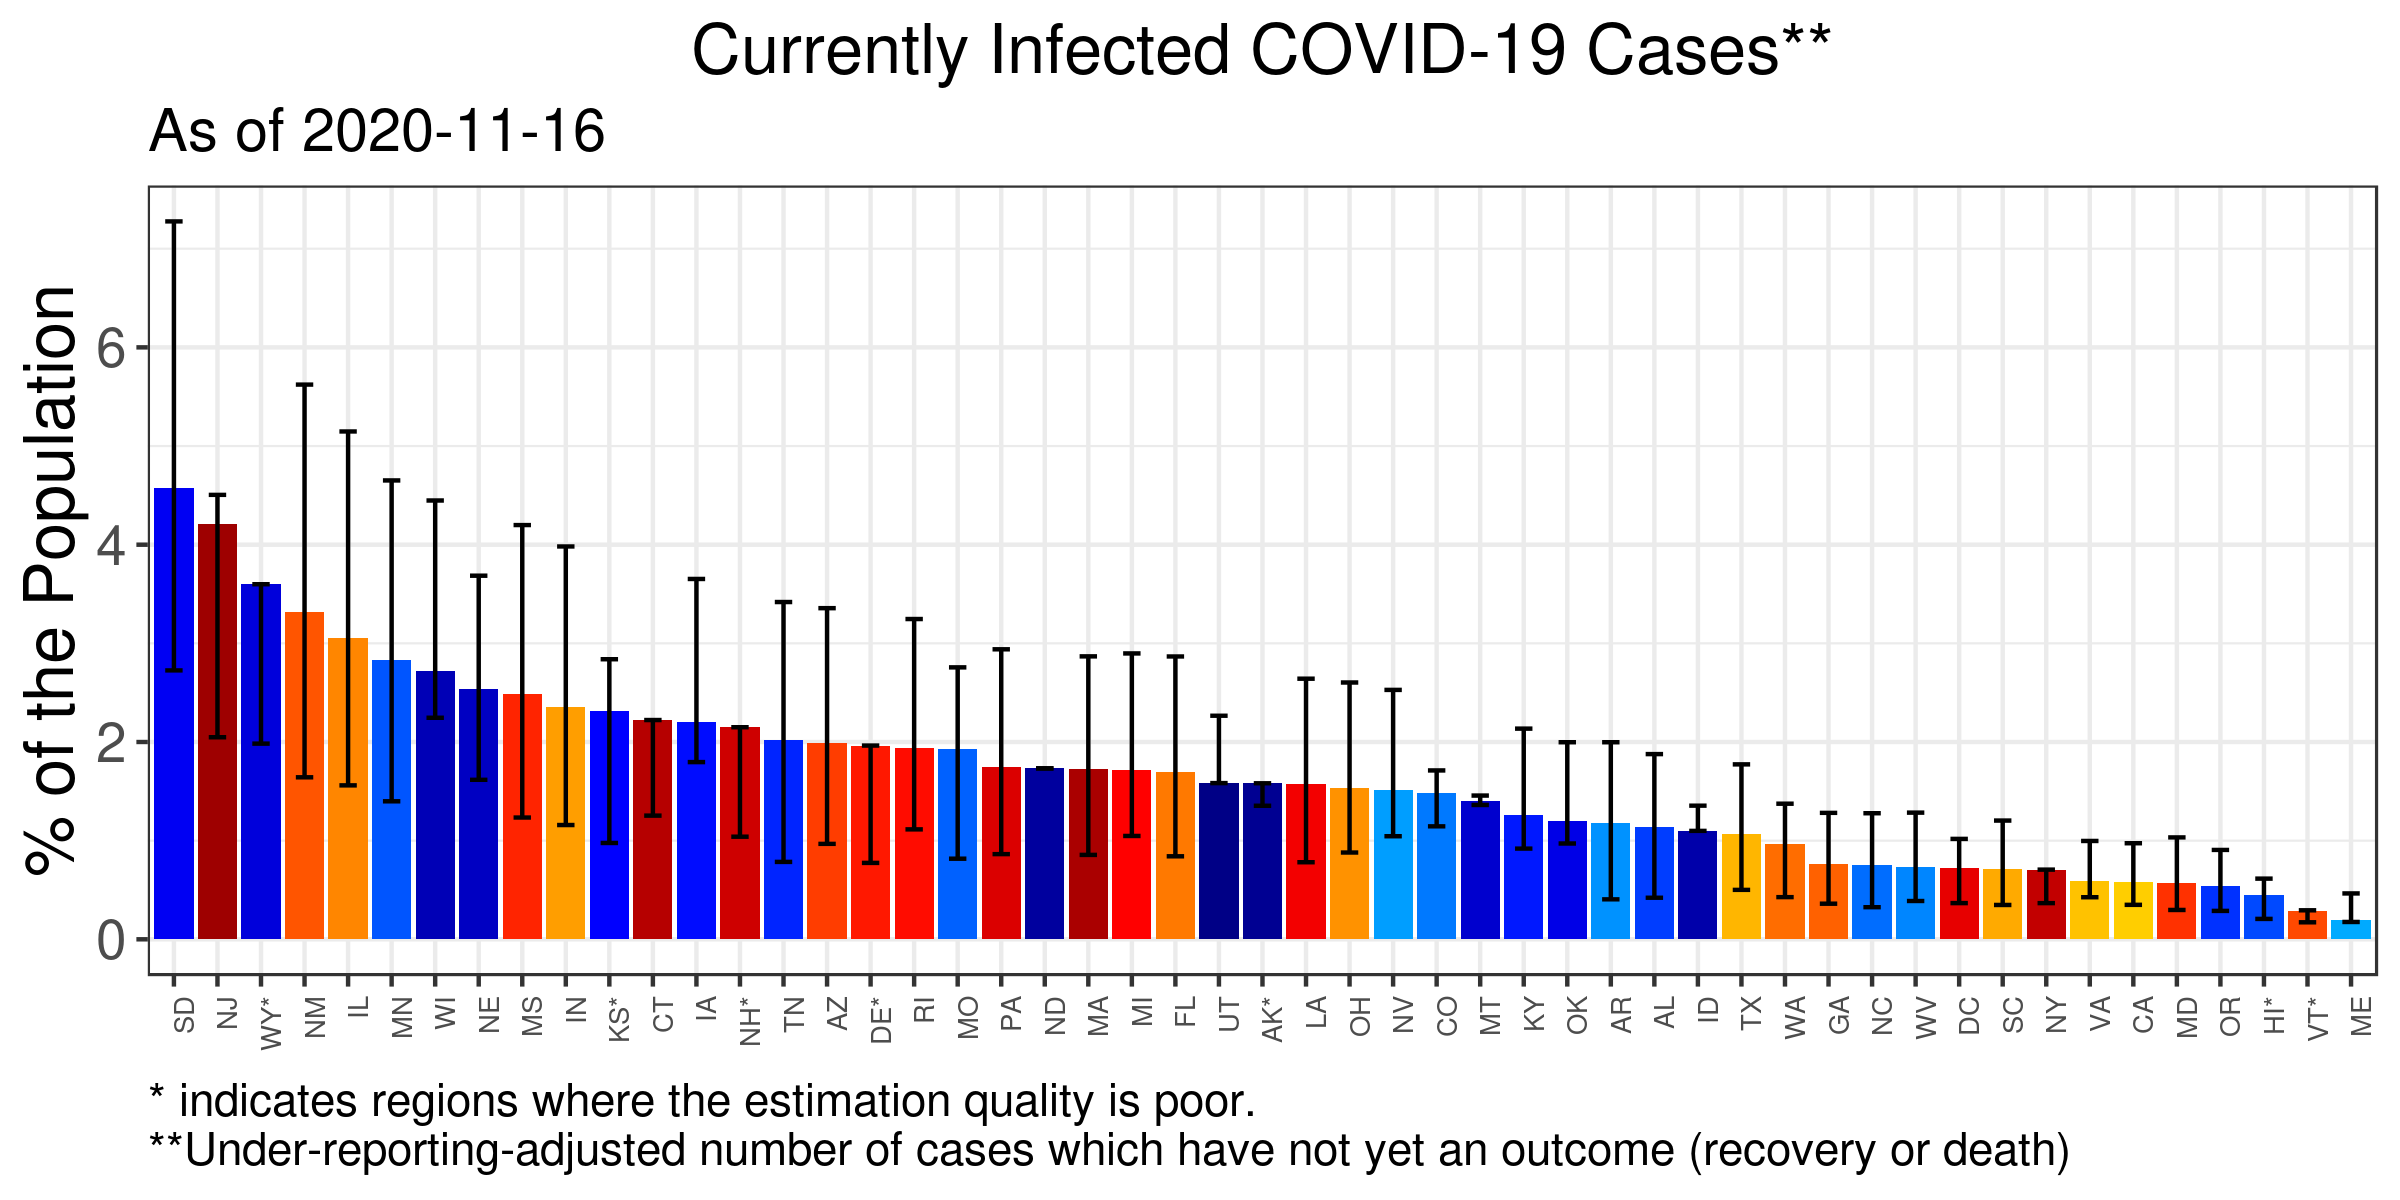 Currently Infected COVID-19 Cases**
As of 2020-11-16
% of the Population
6
4
2
0
SD NJ WY* NM IL MN WI NE MS IN KS* CT IA NH* TN AZ DE* RI MO PA ND MA MI FL UT AK* LA OH NV CO MT KY OK AR AL ID TX WA GA NC WV DC SC NY VA CA MD OR HI* VT* ME
* indicates regions where the estimation quality is poor.
**Under-reporting-adjusted number of cases which have not yet an outcome (recovery or death)